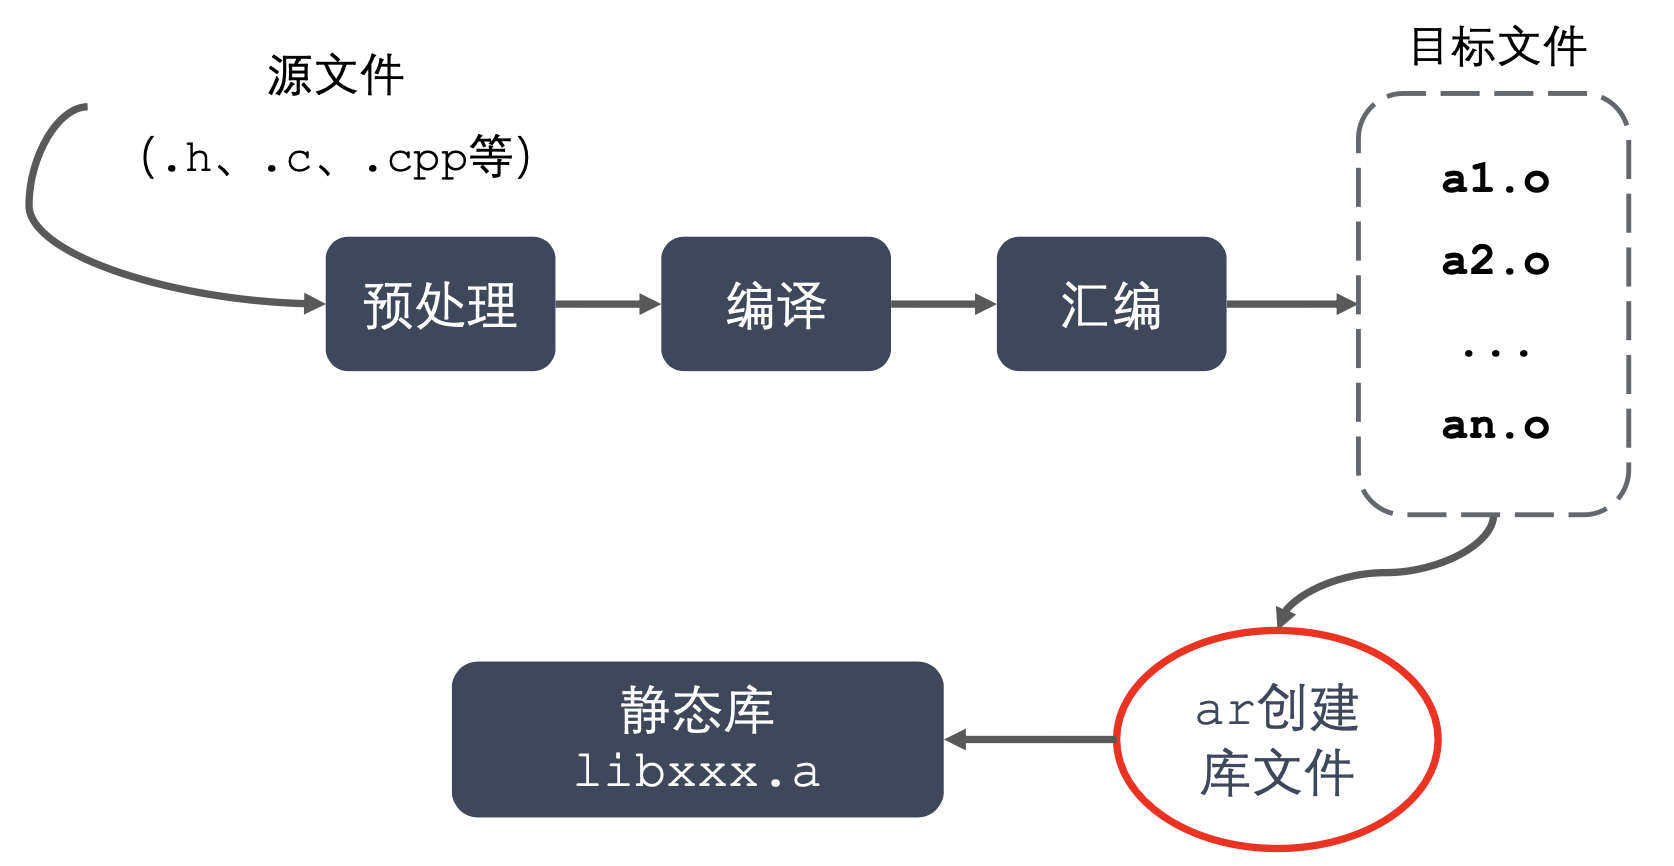 源文件
(.h、.c、.cpp等)
目标文件
a1.o
a2.o
...
an.o
预处理
编译
汇编
ar创建
库文件
静态库
libxxx.a